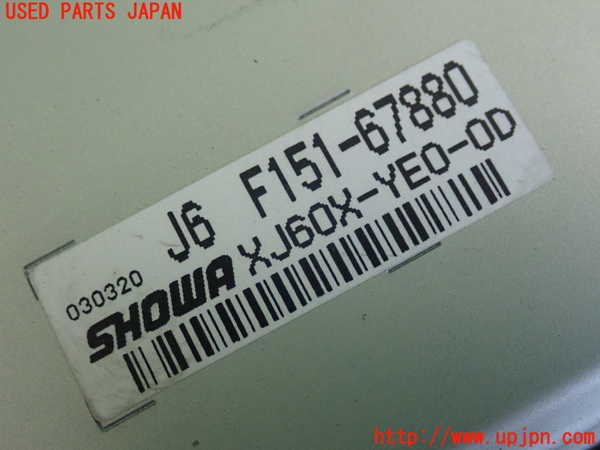 USED PARTS JAPAN
J6 F151-67880
030320
SHOWA XJ60X-YE0-0D
http://www.upjpn.com/